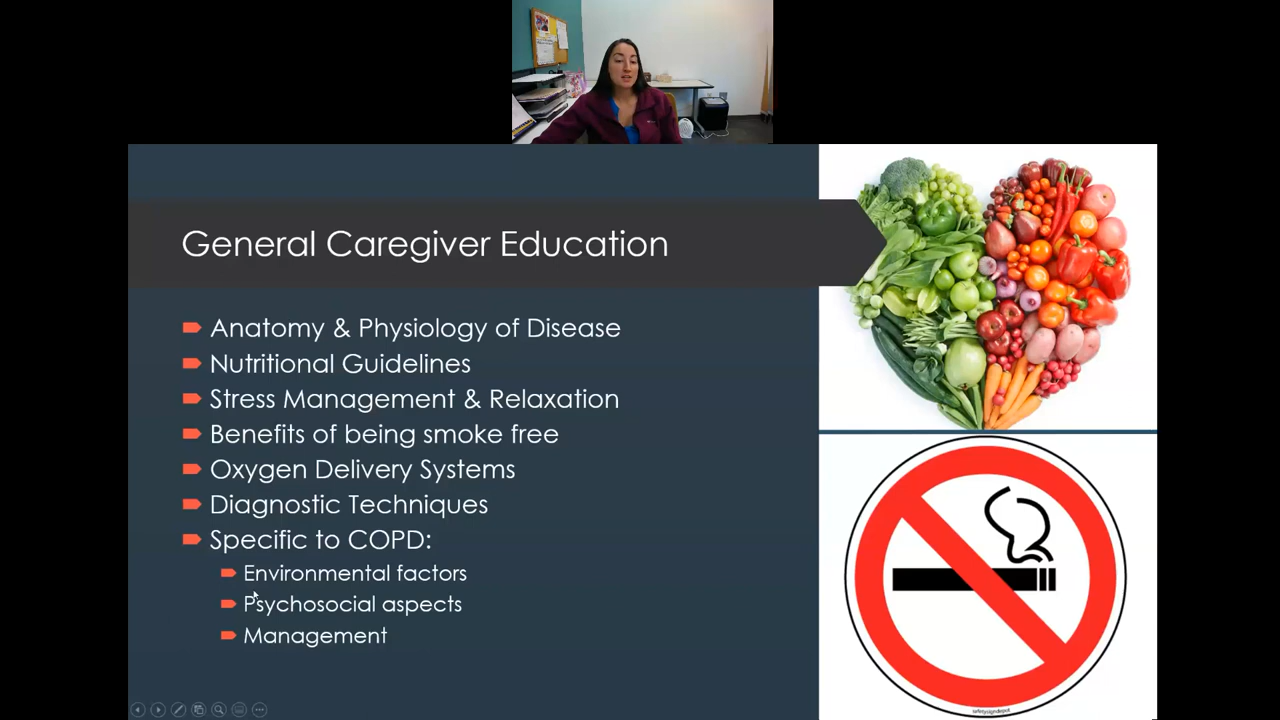 General Caregiver Education
Anatomy & Physiology of Disease
Nutritional Guidelines
Stress Management & Relaxation
Benefits of being smoke free
Oxygen Delivery Systems
Diagnostic Techniques
Specific to COPD:
Environmental factors
Psychosocial aspects
Management
safetysigndepot